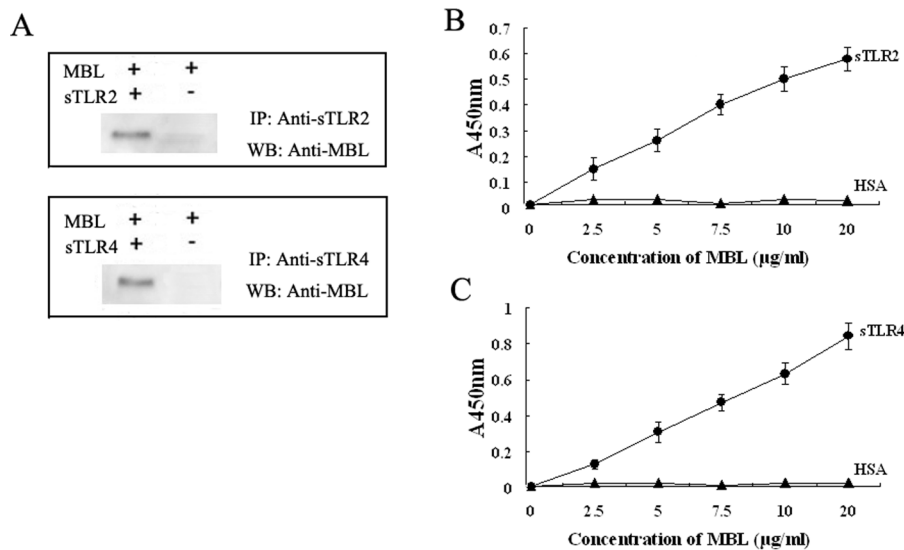 A
MBL + +
sTLR2 + -
IP: Anti-sTLR2
WB: Anti-MBL
MBL + +
sTLR4 + -
IP: Anti-sTLR4
WB: Anti-MBL
B
A450nm
0.7
0.6
0.5
0.4
0.3
0.2
0.1
0
sTLR2
HSA
0 2.5 5 7.5 10 20
Concentration of MBL (μg/ml)
C
A450nm
1
0.8
0.6
0.4
0.2
0
sTLR4
HSA
0 2.5 5 7.5 10 20
Concentration of MBL (μg/ml)